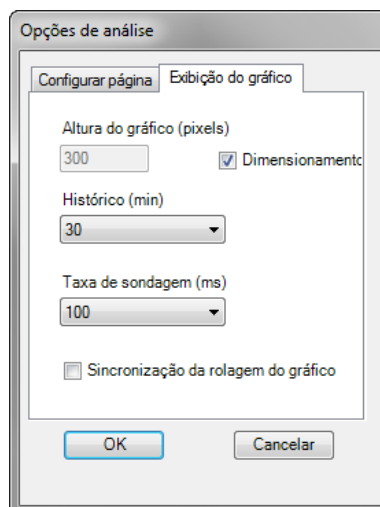 Opções de análise
Configurar página Exibição do gráfico
Altura do gráfico (pixels)
300 Dimensionamento
Histórico (min)
30
Taxa de sondagem (ms)
100
Sincronização da rolagem do gráfico
OK Cancelar